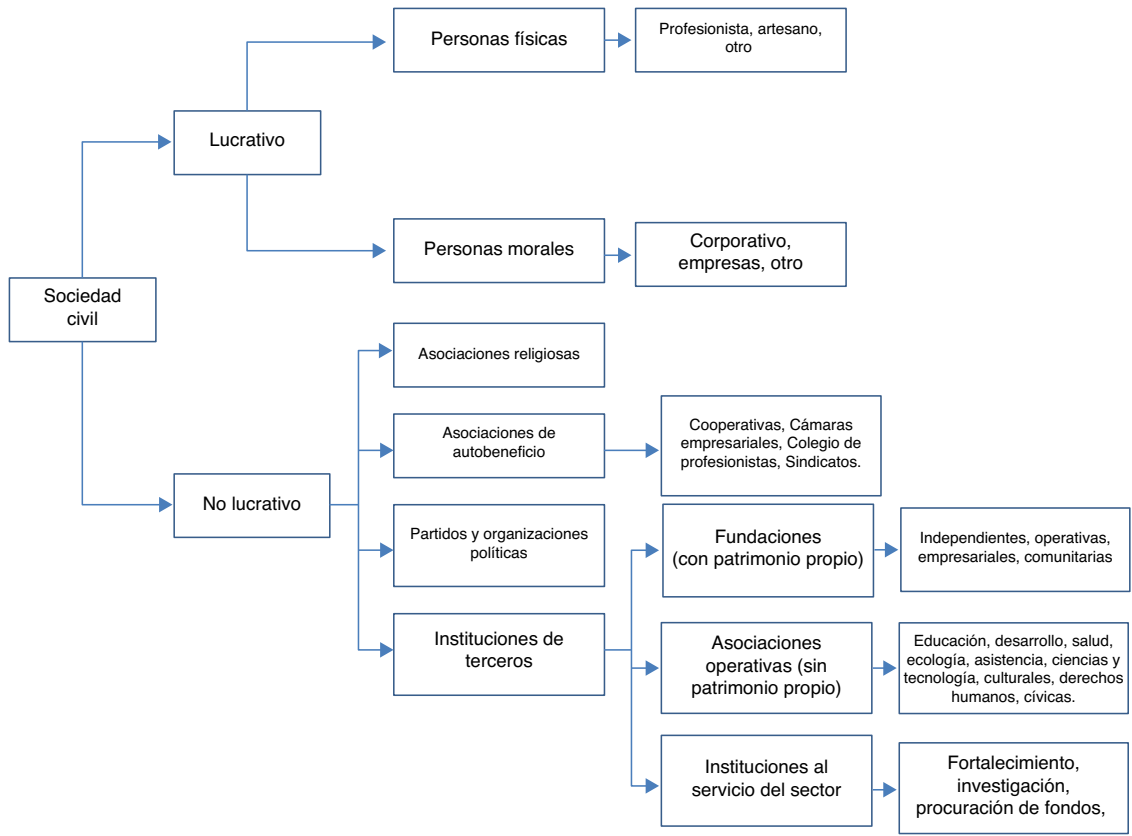 Personas físicas
Profesionista, artesano,
otro
Lucrativo
Personas morales
Corporativo,
empresas, otro
Sociedad
civil
Asociaciones religiosas
Asociaciones de
autobeneficio
Cooperativas, Cámaras
empresariales, Colegio de
profesionistas, Sindicatos.
No lucrativo
Partidos y organizaciones
políticas
Fundaciones
(con patrimonio propio)
Independientes, operativas,
empresariales, comunitarias
Instituciones de
terceros
Asociaciones
operativas (sin
patrimonio propio)
Educación, desarrollo, salud,
ecología, asistencia, ciencias y
tecnología, culturales, derechos
humanos, cívicas.
Instituciones al
servicio del sector
Fortalecimiento,
investigación,
procuración de fondos,